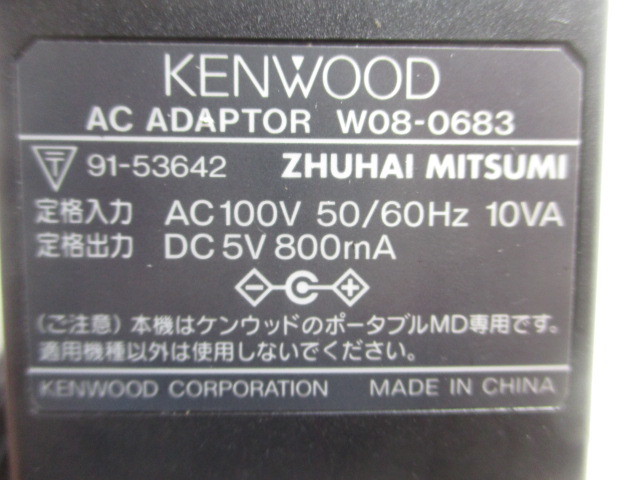 KENWOOD
AC ADAPTOR W08-0683
〒 91-53642 ZHUHAI MITSUMI
定格入力 AC100V 50/60Hz 10VA
定格出力 DC5V 800mA
(ご注意)本機はケンウッドのポータブルMD専用です。
適用機種以外は使用しないでください。
KENWOOD CORPORATION MADE IN CHINA